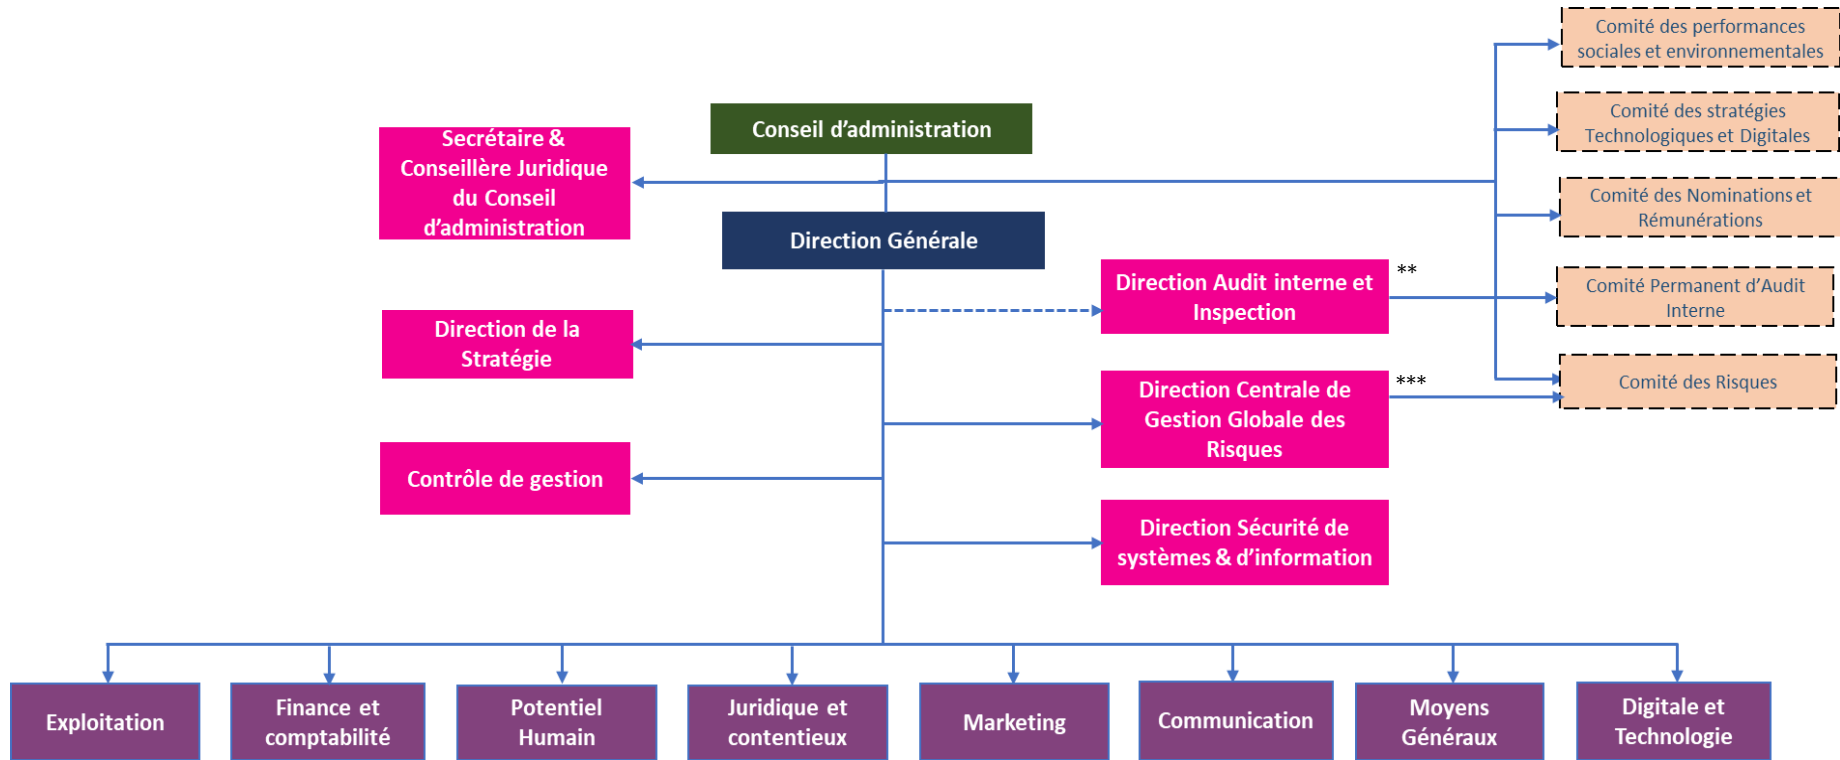 Comité des performances
sociales et environnementales
Conseil d'administration
Secrétaire &
Conseillère Juridique
du Conseil
d'administration
Comité des stratégies
Technologiques et Digitales
Comité des Nominations et
Rémunérations
Direction Générale
Direction Audit interne et
Inspection
**
Comité Permanent d'Audit
Interne
Direction de la
Stratégie
Direction Centrale de
Gestion Globale des
Risques
***
Comité des Risques
Contrôle de gestion
Direction Sécurité de
systèmes & d'information
Exploitation
Finance et
comptabilité
Potentiel
Humain
Juridique et
contentieux
Marketing
Communication
Moyens
Généraux
Digitale et
Technologie